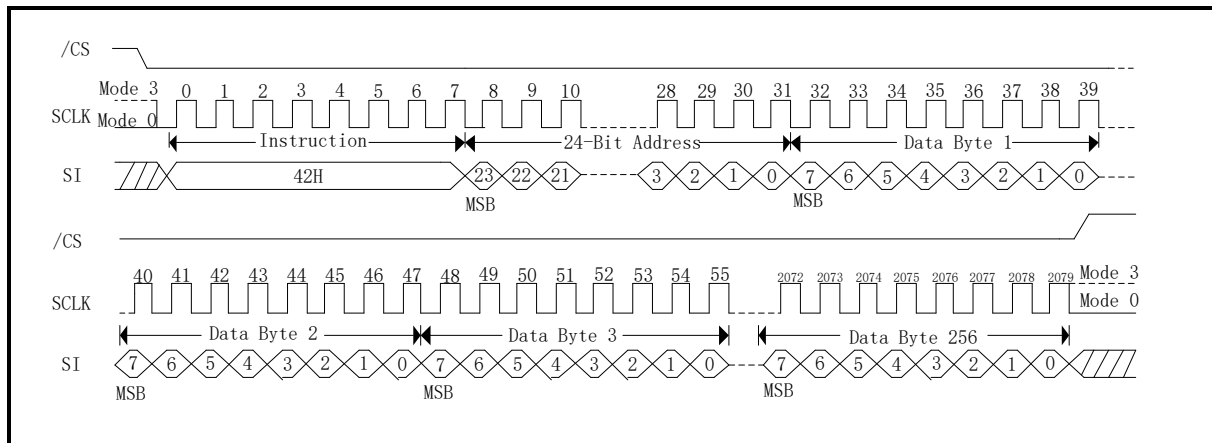 /CS
Mode 3 0 1 2 3 4 5 6 7 8 9 10 28 29 30 31 32 33 34 35 36 37 38 39
SCLK Mode 0
Instruction 24-Bit Address Data Byte 1
SI 42H 23 22 21 3 2 1 0 7 6 5 4 3 2 1 0
MSB MSB
/CS
40 41 42 43 44 45 46 47 48 49 50 51 52 53 54 55 2072 2073 2074 2075 2076 2077 2078 2079 Mode 3
SCLK Mode 0
Data Byte 2 Data Byte 3 Data Byte 256
SI 7 6 5 4 3 2 1 0 7 6 5 4 3 2 1 0 7 6 5 4 3 2 1 0
MSB MSB MSB